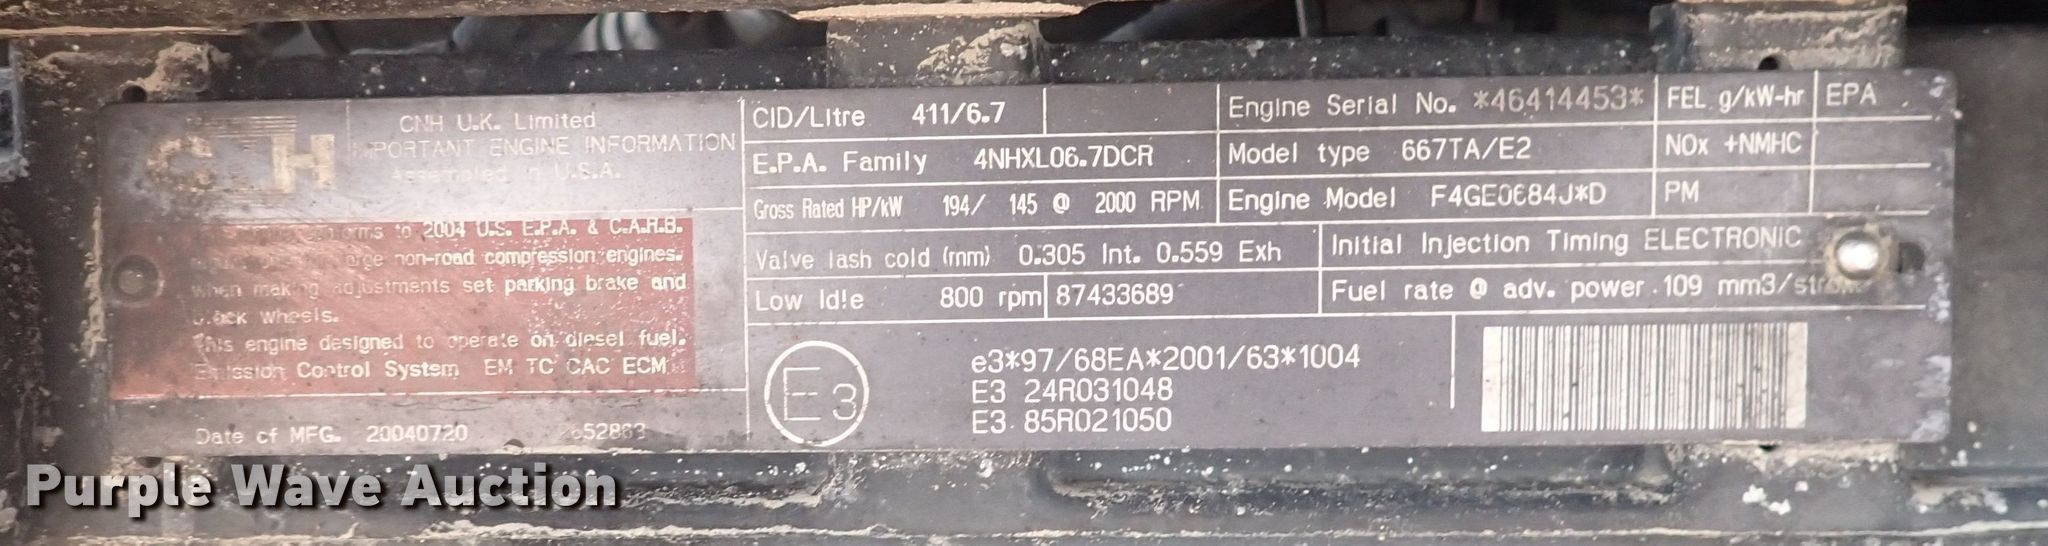 CNH
CNH U.K. Limited
IMPORTANT ENGINE INFORMATION
Assembled in U.S.A.
to 2004 U.S. E.P.A. & C.A.R.B.
large non-road compression engines.
when making adjustments set parking brake and
block wheels.
This engine designed to operate on diesel fuel.
Emission Control System EM TC CAC ECM
Date of MFG. 20040720
CID/Litre 411/6.7
E.P.A. Family 4NHXL06.7DCR
Gross Rated HP/kW 194/ 145 @ 2000 RPM
Engine Serial No. *46414453*
Model type 667TA/E2
Engine Model F4GE0684J*D
FEL g/kW-hr EPA
NOx +NMHC
PM
Valve lash cold (mm) 0.305 Int. 0.559 Exh
Initial Injection Timing ELECTRONIC
Low Idle 800 rpm 87433689
Fuel rate @ adv. power 109 mm3/stroke
E3
e3*97/68EA*2001/63*1004
E3 24R031048
E3 85R021050
Purple Wave Auction